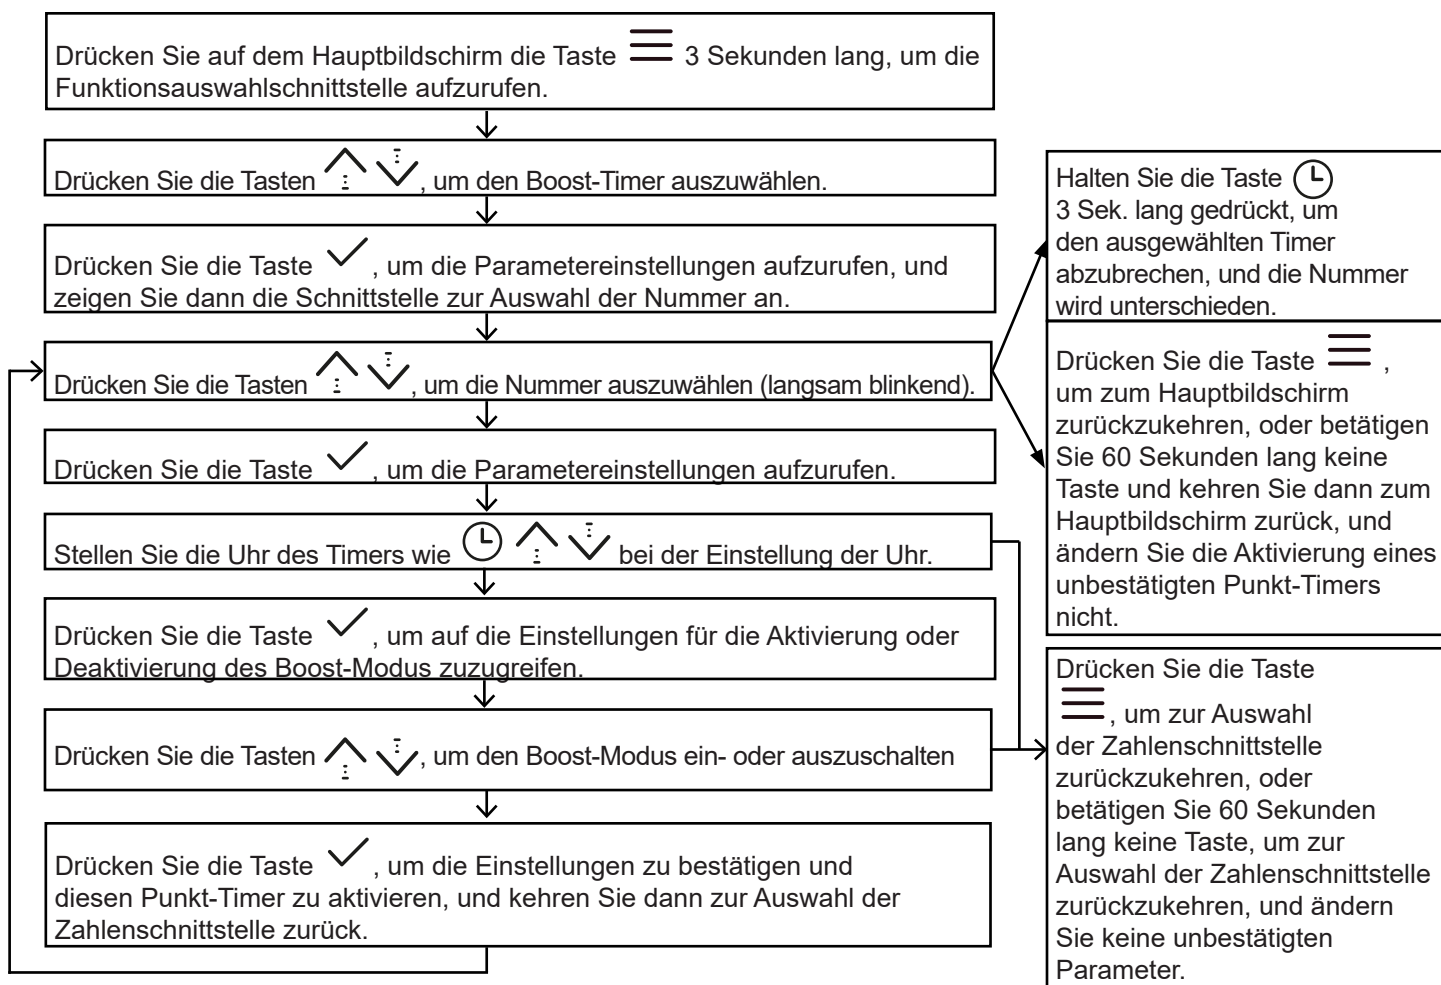 Drücken Sie auf dem Hauptbildschirm die Taste 3 Sekunden lang, um die
Funktionsauswahlschnittstelle aufzurufen.
Drücken Sie die Tasten , um den Boost-Timer auszuwählen.
Drücken Sie die Taste , um die Parametereinstellungen aufzurufen, und
zeigen Sie dann die Schnittstelle zur Auswahl der Nummer an.
Drücken Sie die Tasten , um die Nummer auszuwählen (langsam blinkend).
Drücken Sie die Taste , um die Parametereinstellungen aufzurufen.
Stellen Sie die Uhr des Timers wie bei der Einstellung der Uhr.
Drücken Sie die Taste , um auf die Einstellungen für die Aktivierung oder
Deaktivierung des Boost-Modus zuzugreifen.
Drücken Sie die Tasten , um den Boost-Modus ein- oder auszuschalten
Drücken Sie die Taste , um die Einstellungen zu bestätigen und
diesen Punkt-Timer zu aktivieren, und kehren Sie dann zur Auswahl der
Zahlenschnittstelle zurück.
Halten Sie die Taste
3 Sek. lang gedrückt, um
den ausgewählten Timer
abzubrechen, und die Nummer
wird unterschieden.
Drücken Sie die Taste ,
um zum Hauptbildschirm
zurückzukehren, oder betätigen
Sie 60 Sekunden lang keine
Taste und kehren Sie dann zum
Hauptbildschirm zurück, und
ändern Sie die Aktivierung eines
unbestätigten Punkt-Timers
nicht.
Drücken Sie die Taste
, um zur Auswahl
der Zahlenschnittstelle
zurückzukehren, oder
betätigen Sie 60 Sekunden
lang keine Taste, um zur
Auswahl der Zahlenschnittstelle
zurückzukehren, und ändern
Sie keine unbestätigten
Parameter.